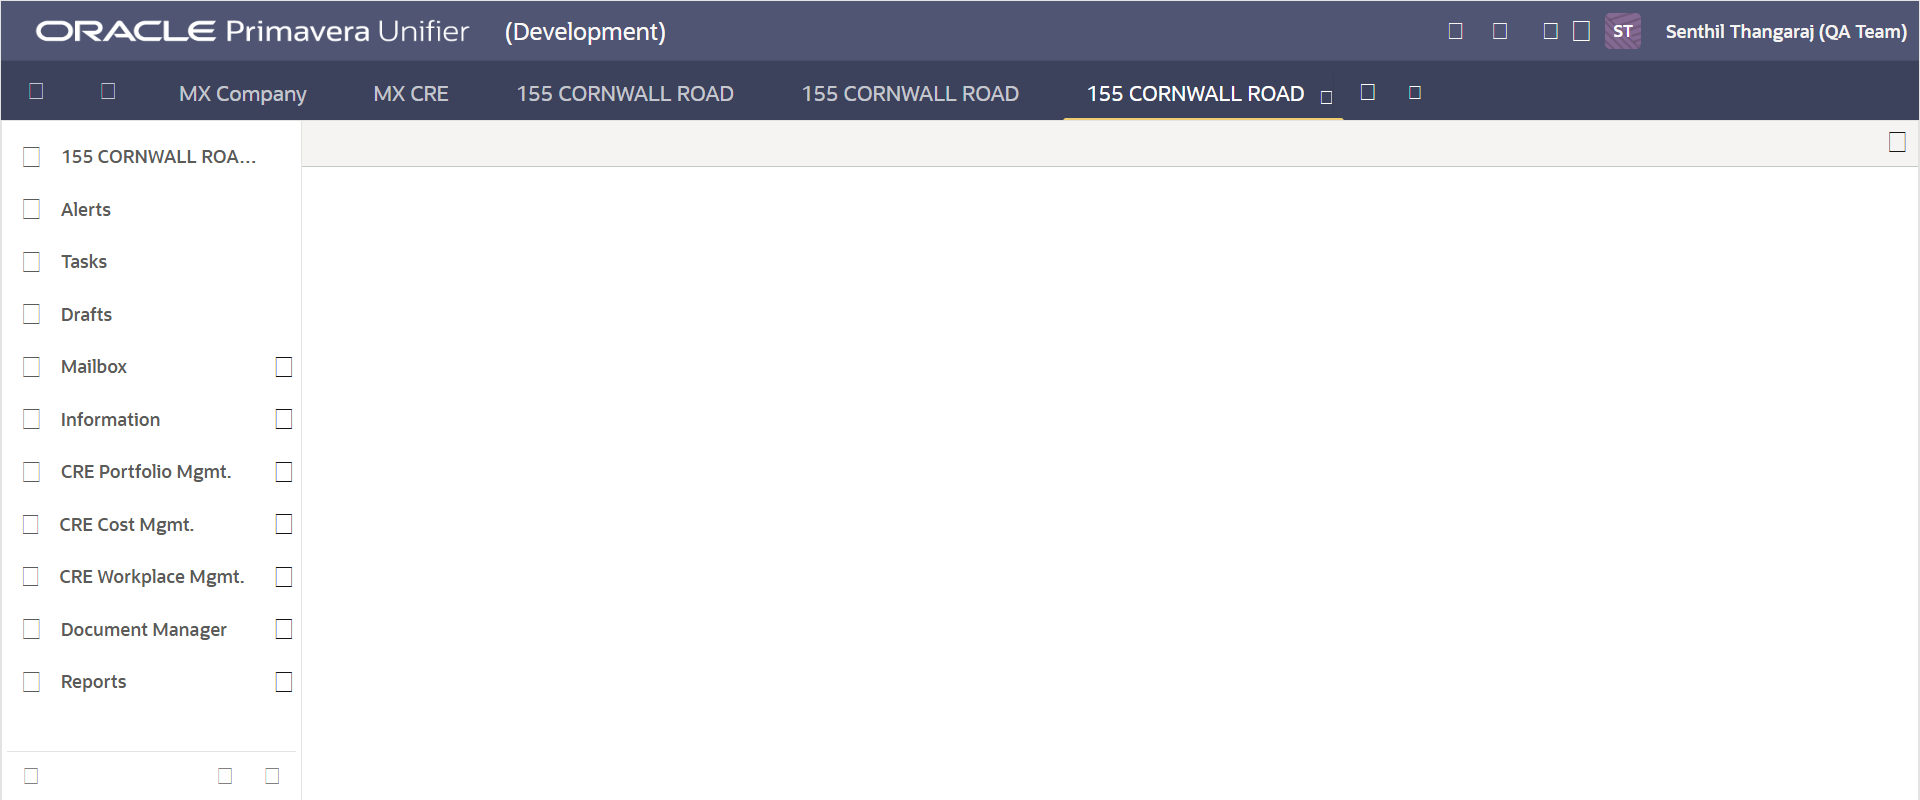 ORACLE Primavera Unifier (Development) ST Senthil Thangaraj (QA Team)
MX Company MX CRE 155 CORNWALL ROAD 155 CORNWALL ROAD 155 CORNWALL ROAD
155 CORNWALL ROA...
Alerts
Tasks
Drafts
Mailbox
Information
CRE Portfolio Mgmt.
CRE Cost Mgmt.
CRE Workplace Mgmt.
Document Manager
Reports